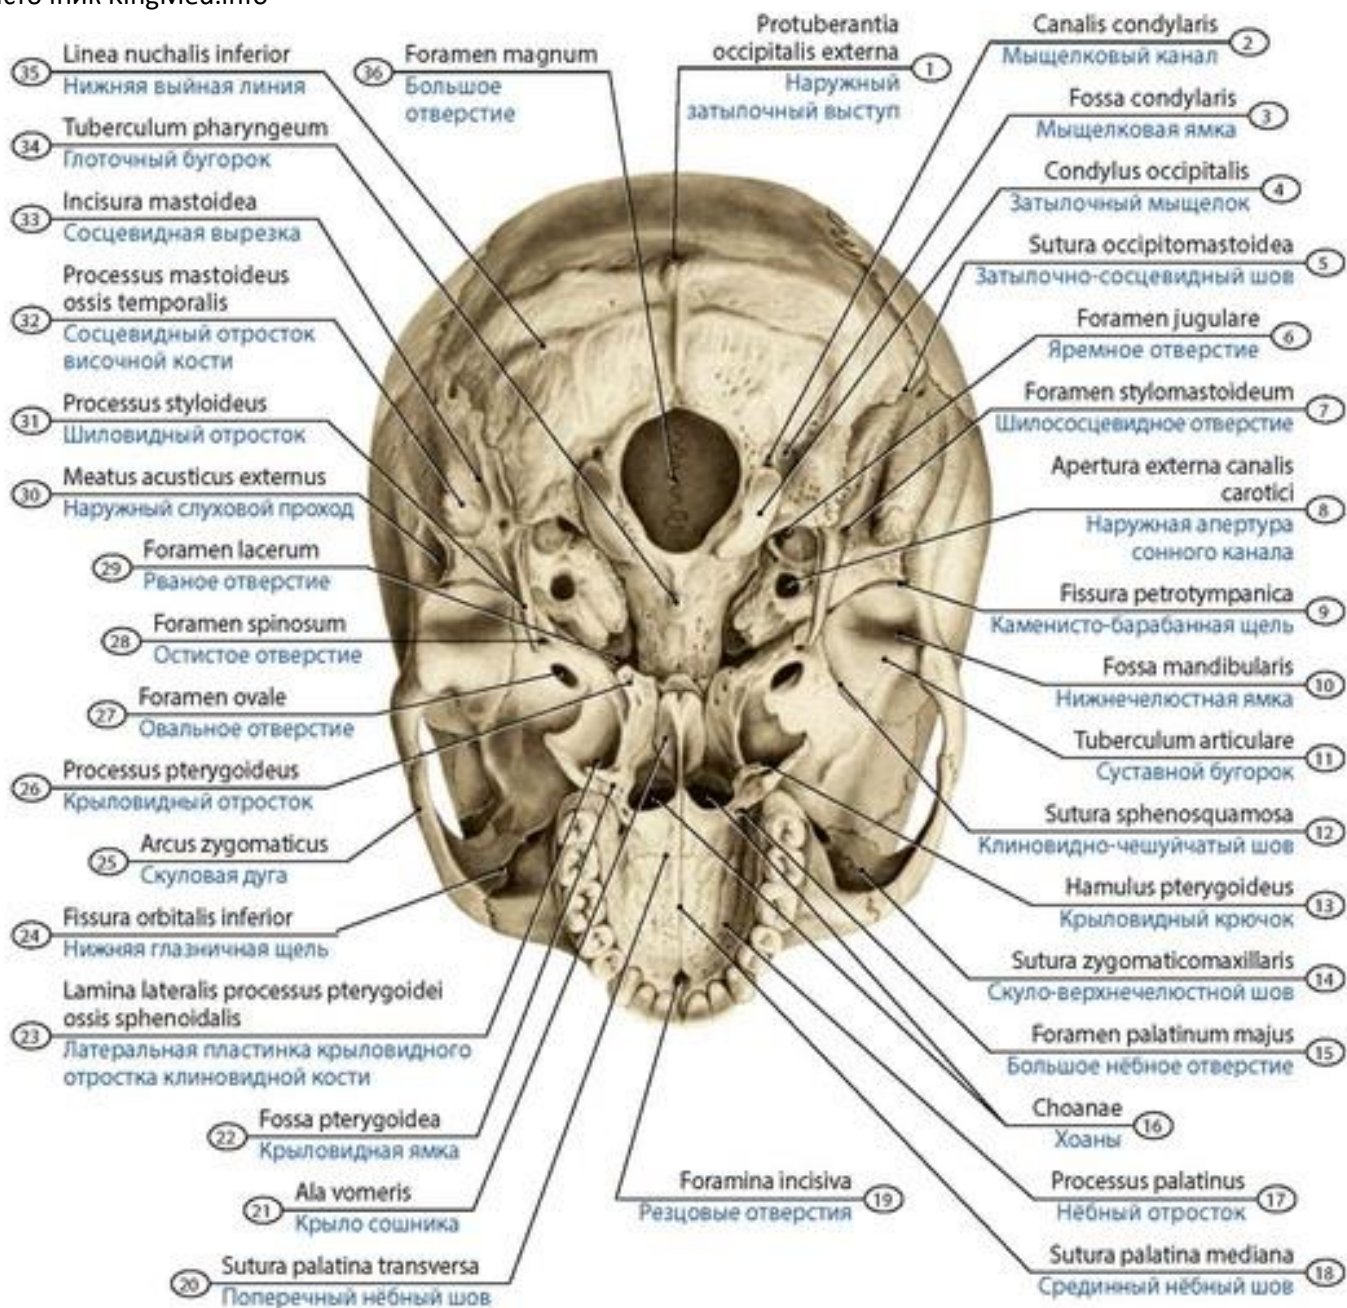 KingMed.info
35
Linea nuchalis inferior
Нижняя выйная линия
34
Tuberculum pharyngeum
Глоточный бугорок
33
Incisura mastoidea
Сосцевидная вырезка
32
Processus mastoideus
ossis temporalis
Сосцевидный отросток
височной кости
31
Processus styloideus
Шиловидный отросток
30
Meatus acusticus externus
Наружный слуховой проход
29
Foramen lacerum
Рваное отверстие
28
Foramen spinosum
Остистое отверстие
27
Foramen ovale
Овальное отверстие
26
Processus pterygoideus
Крыловидный отросток
25
Arcus zygomaticus
Скуловая дуга
24
Fissura orbitalis inferior
Нижняя глазничная щель
23
Lamina lateralis processus pterygoidei
ossis sphenoidalis
Латеральная пластинка крыловидного
отростка клиновидной кости
22
Fossa pterygoidea
Крыловидная ямка
21
Ala vomeris
Крыло сошника
20
Sutura palatina transversa
Поперечный нёбный шов
36
Foramen magnum
Большое
отверстие
Protuberantia
occipitalis externa
1
Наружный
затылочный выступ
Canalis condylaris
2
Мыщелковый канал
Fossa condylaris
3
Мыщелковая ямка
Condylus occipitalis
4
Затылочный мыщелок
Sutura occipitomastoidea
5
Затылочно-сосцевидный шов
Foramen jugulare
6
Яремное отверстие
Foramen stylomastoideum
7
Шилососцевидное отверстие
Apertura externa canalis
carotici
8
Наружная апертура
сонного канала
Fissura petrotympanica
9
Каменисто-барабанная щель
Fossa mandibularis
10
Нижнечелюстная ямка
Tuberculum articulare
11
Суставной бугорок
Sutura sphenosquamosa
12
Клиновидно-чешуйчатый шов
Hamulus pterygoideus
13
Крыловидный крючок
Sutura zygomaticomaxillaris
14
Скуло-верхнечелюстной шов
Foramen palatinum majus
15
Большое нёбное отверстие
Choanae
16
Хоаны
Processus palatinus
17
Нёбный отросток
Sutura palatina mediana
18
Срединный нёбный шов
Foramina incisiva
19
Резцовые отверстия